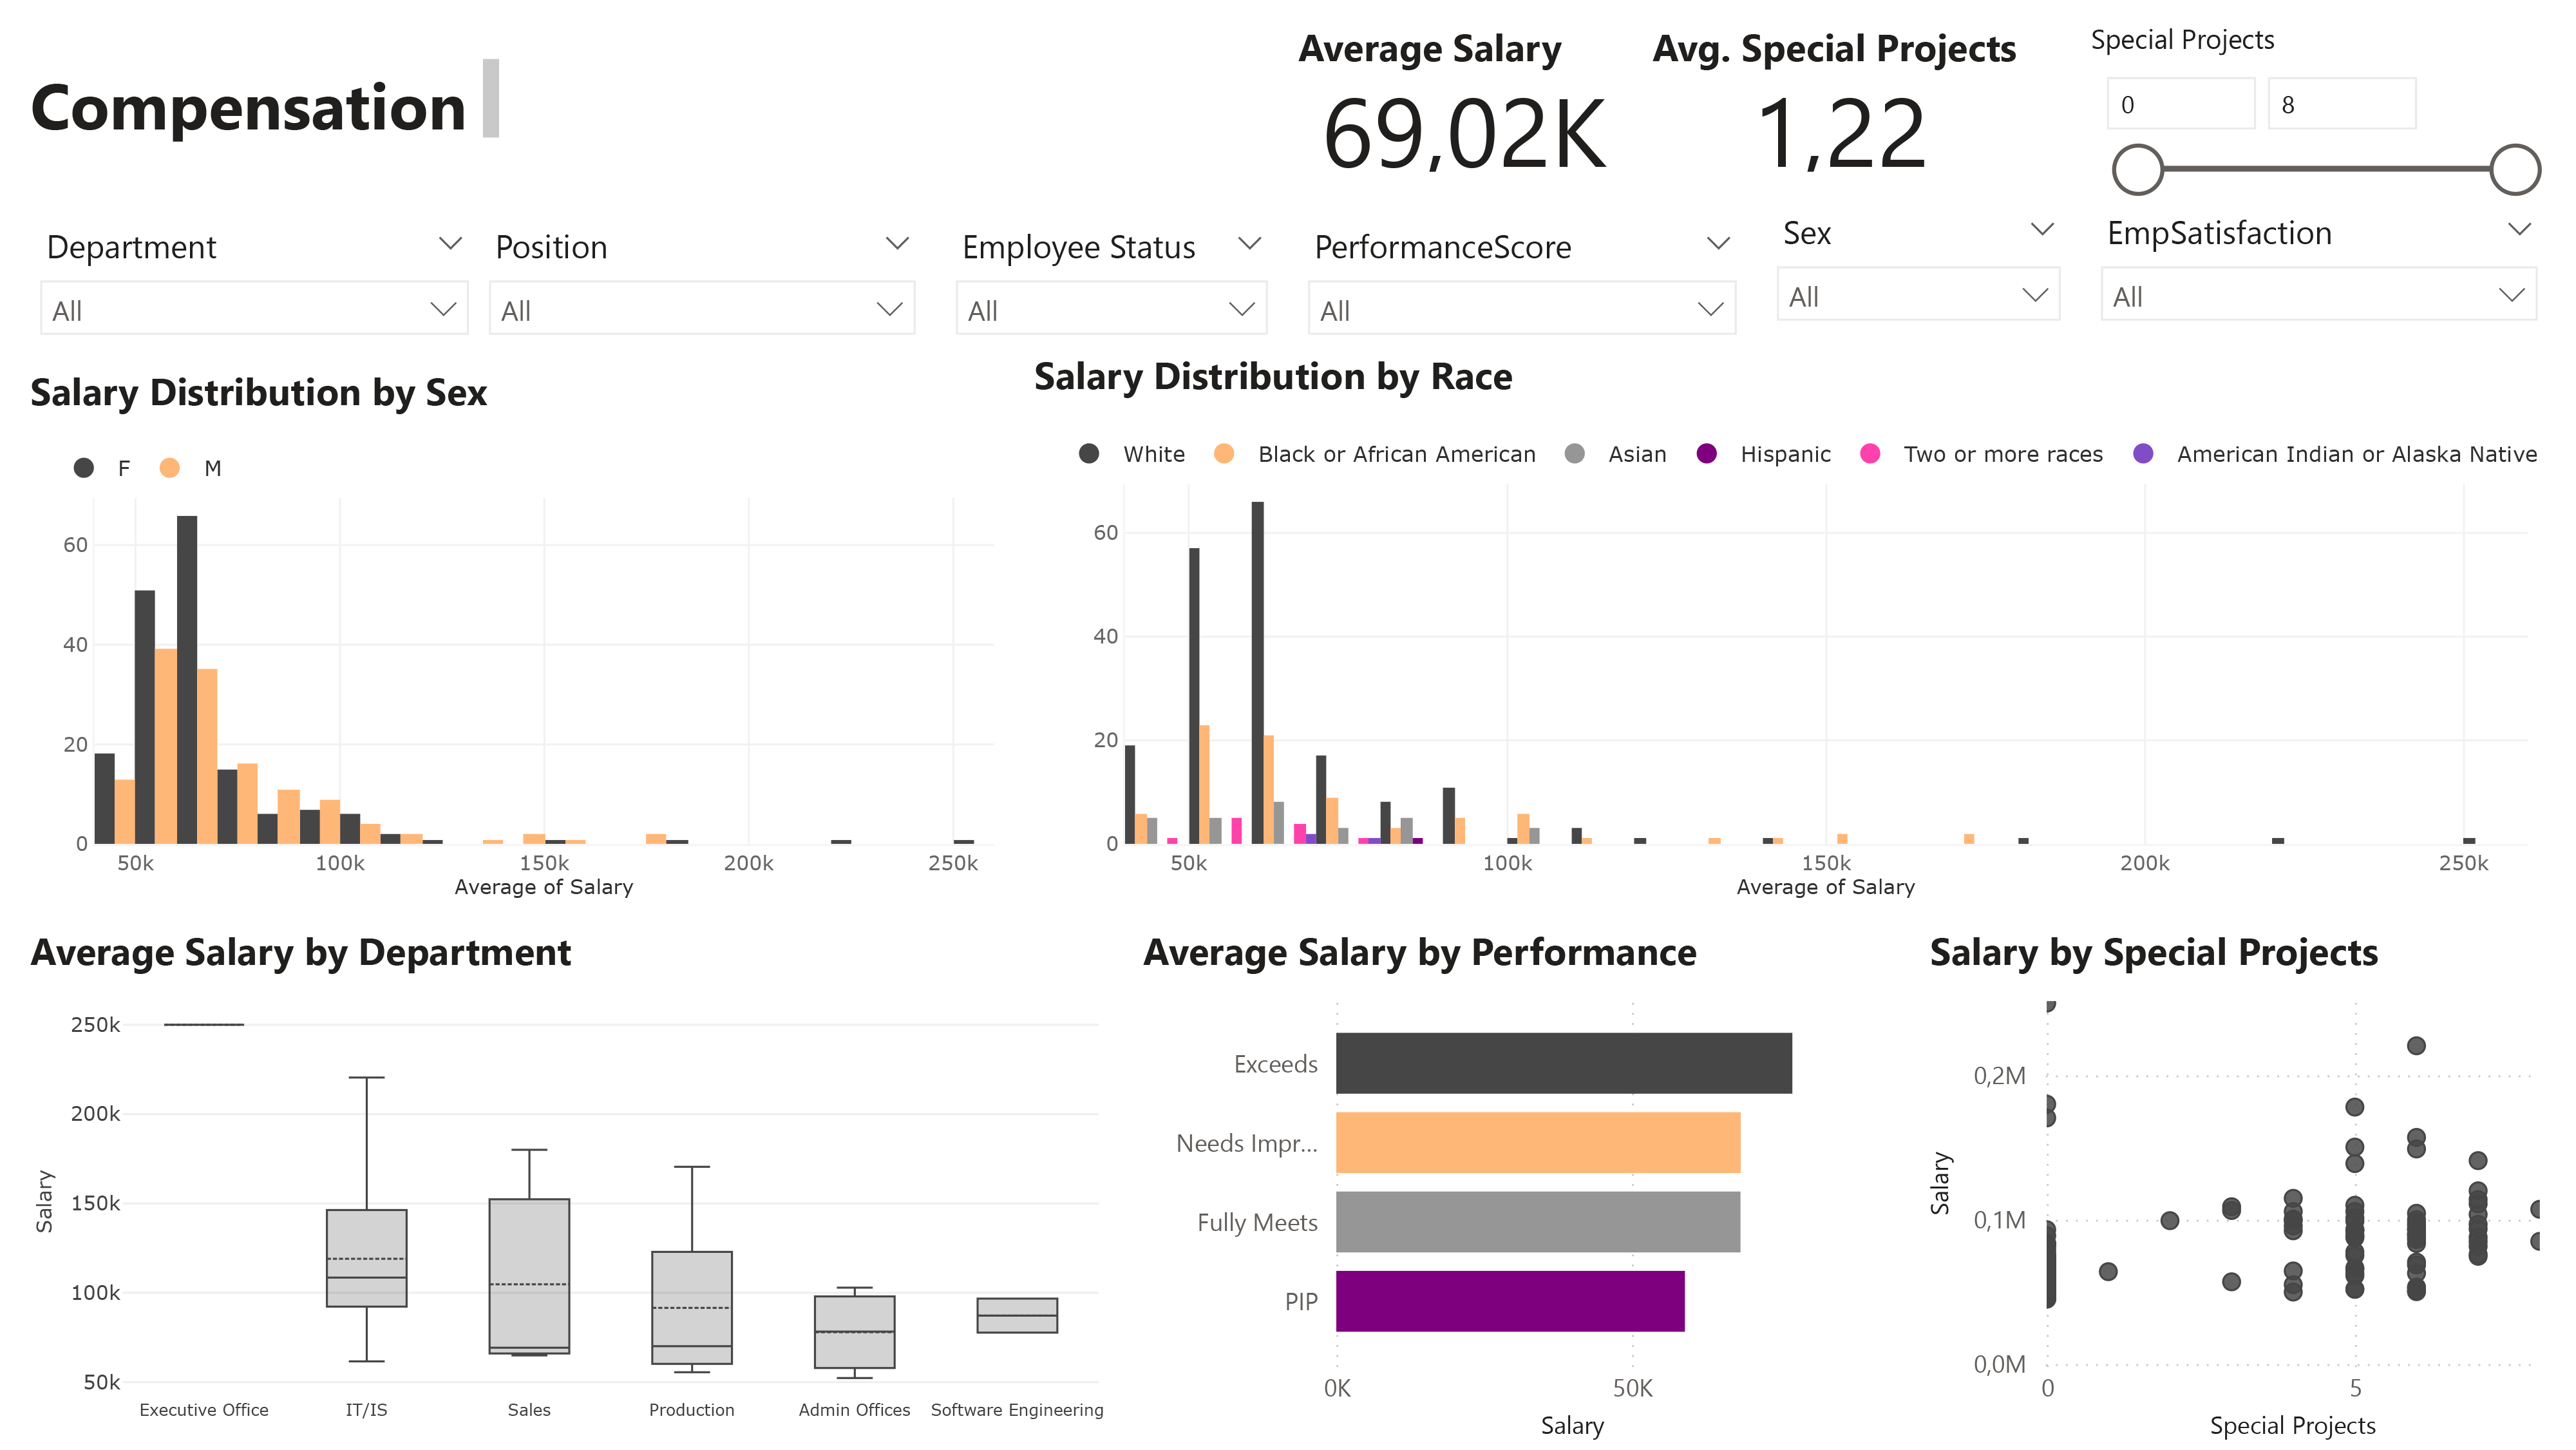 Compensation
Average Salary
69,02K
Avg. Special Projects
1,22
Special Projects
0 8
Department
All
Position
All
Employee Status
All
PerformanceScore
All
Sex
All
EmpSatisfaction
All
Salary Distribution by Sex
F M
60
40
20
0
50k 100k 150k 200k 250k
Average of Salary
Salary Distribution by Race
White Black or African American Asian Hispanic Two or more races American Indian or Alaska Native
60
40
20
0
50k 100k 150k 200k 250k
Average of Salary
Average Salary by Department
Salary
250k
200k
150k
100k
50k
Executive Office IT/IS Sales Production Admin Offices Software Engineering
Average Salary by Performance
Exceeds
Needs Impr...
Fully Meets
PIP
0K 50K
Salary
Salary by Special Projects
Salary
0,2M
0,1M
0,0M
0 5
Special Projects